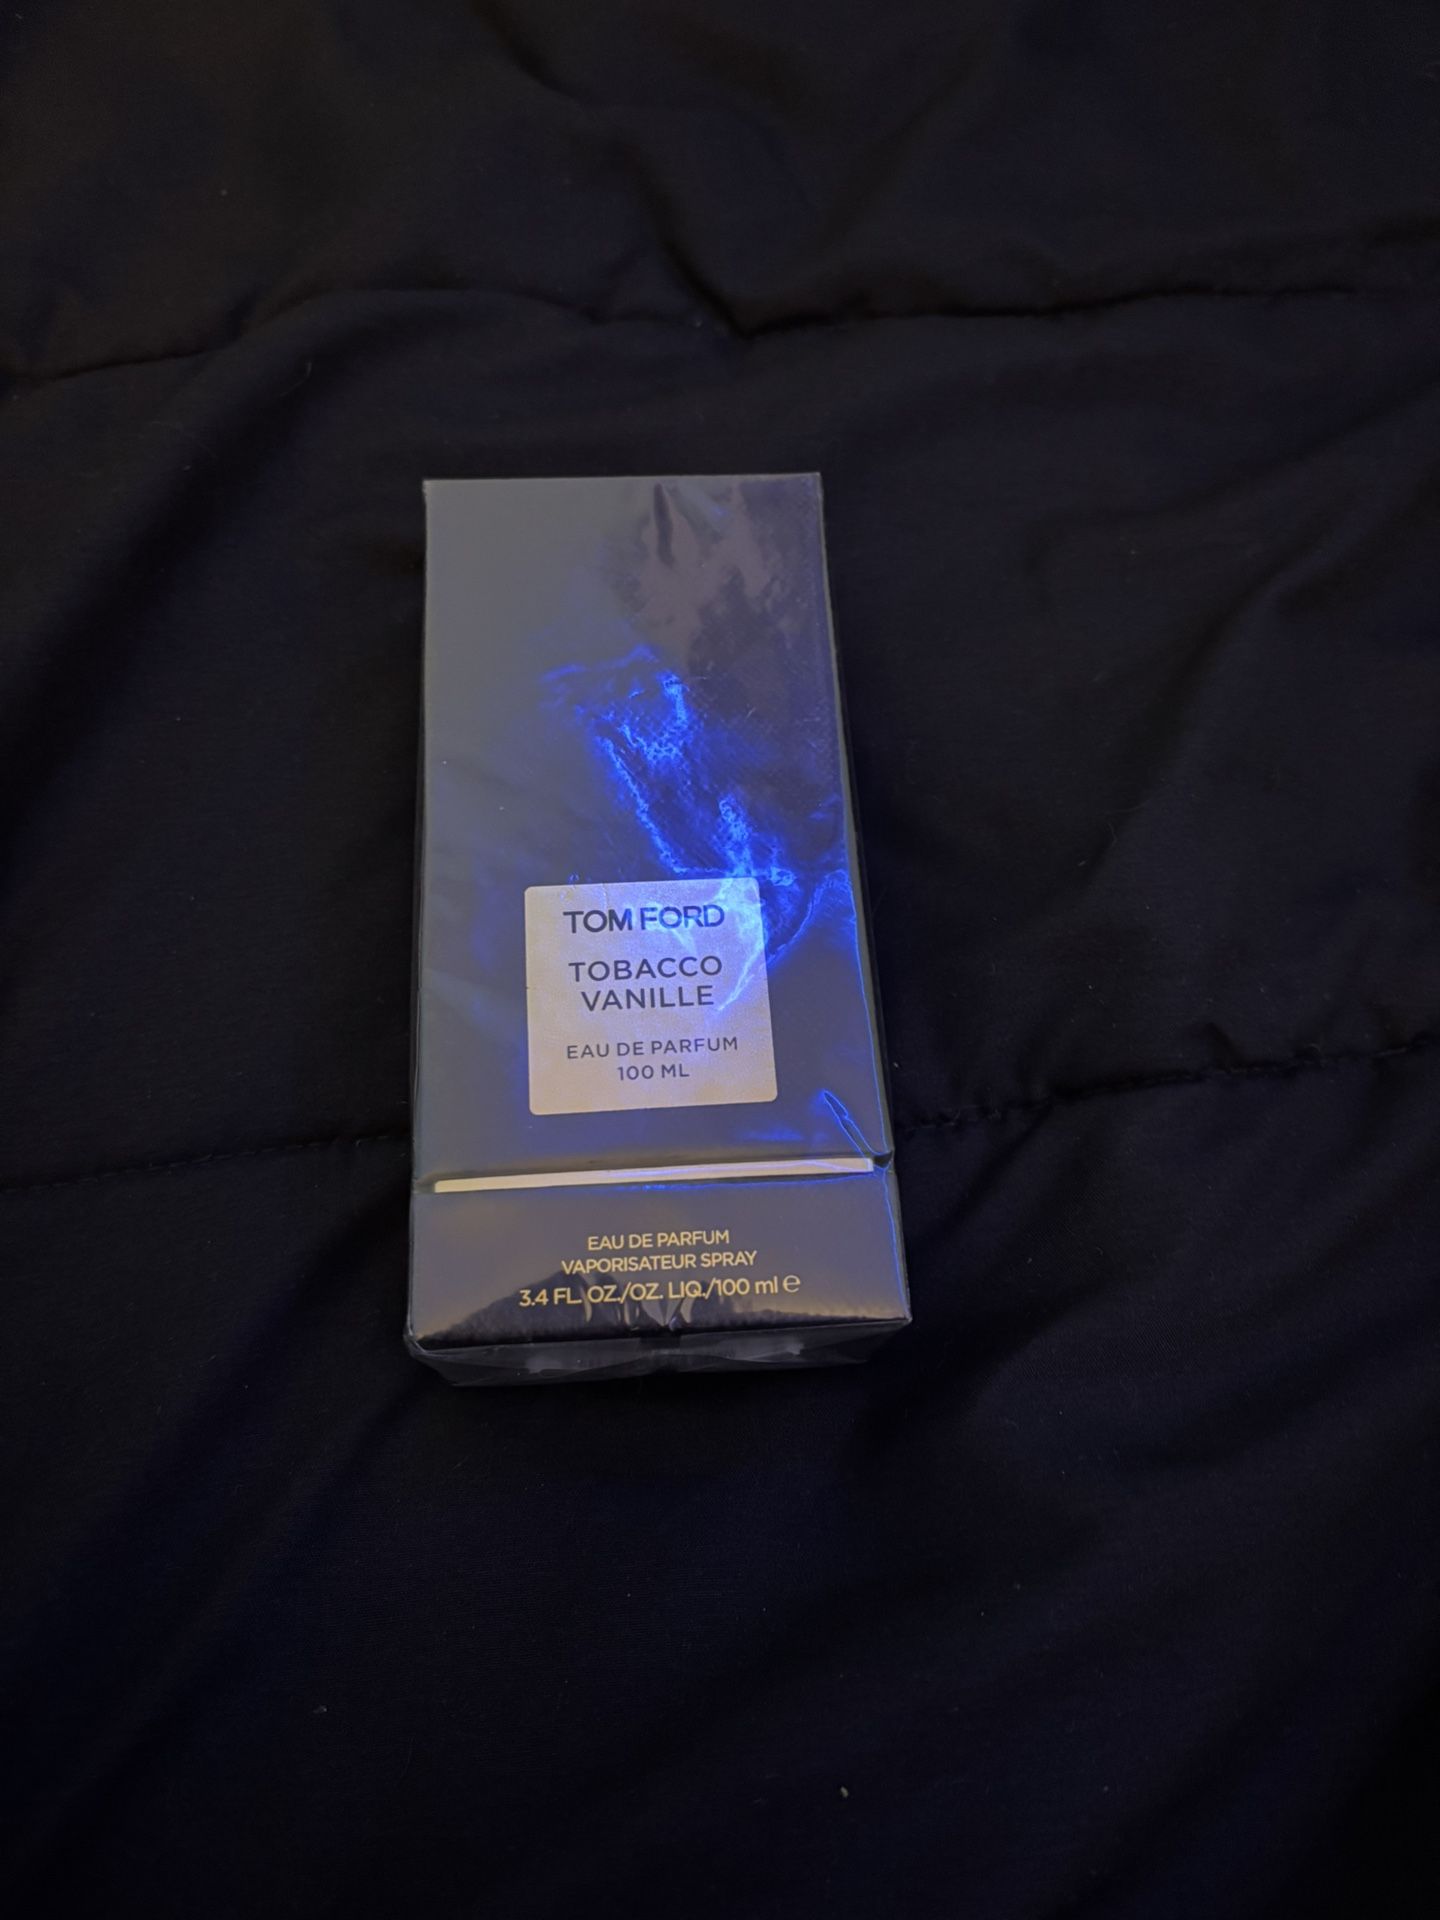 TOM FORD
TOBACCO
VANILLE
EAU DE PARFUM
100 ML
EAU DE PARFUM
VAPORISATEUR SPRAY
3.4 FL. OZ./OZ. LIQ./100 ml ℮